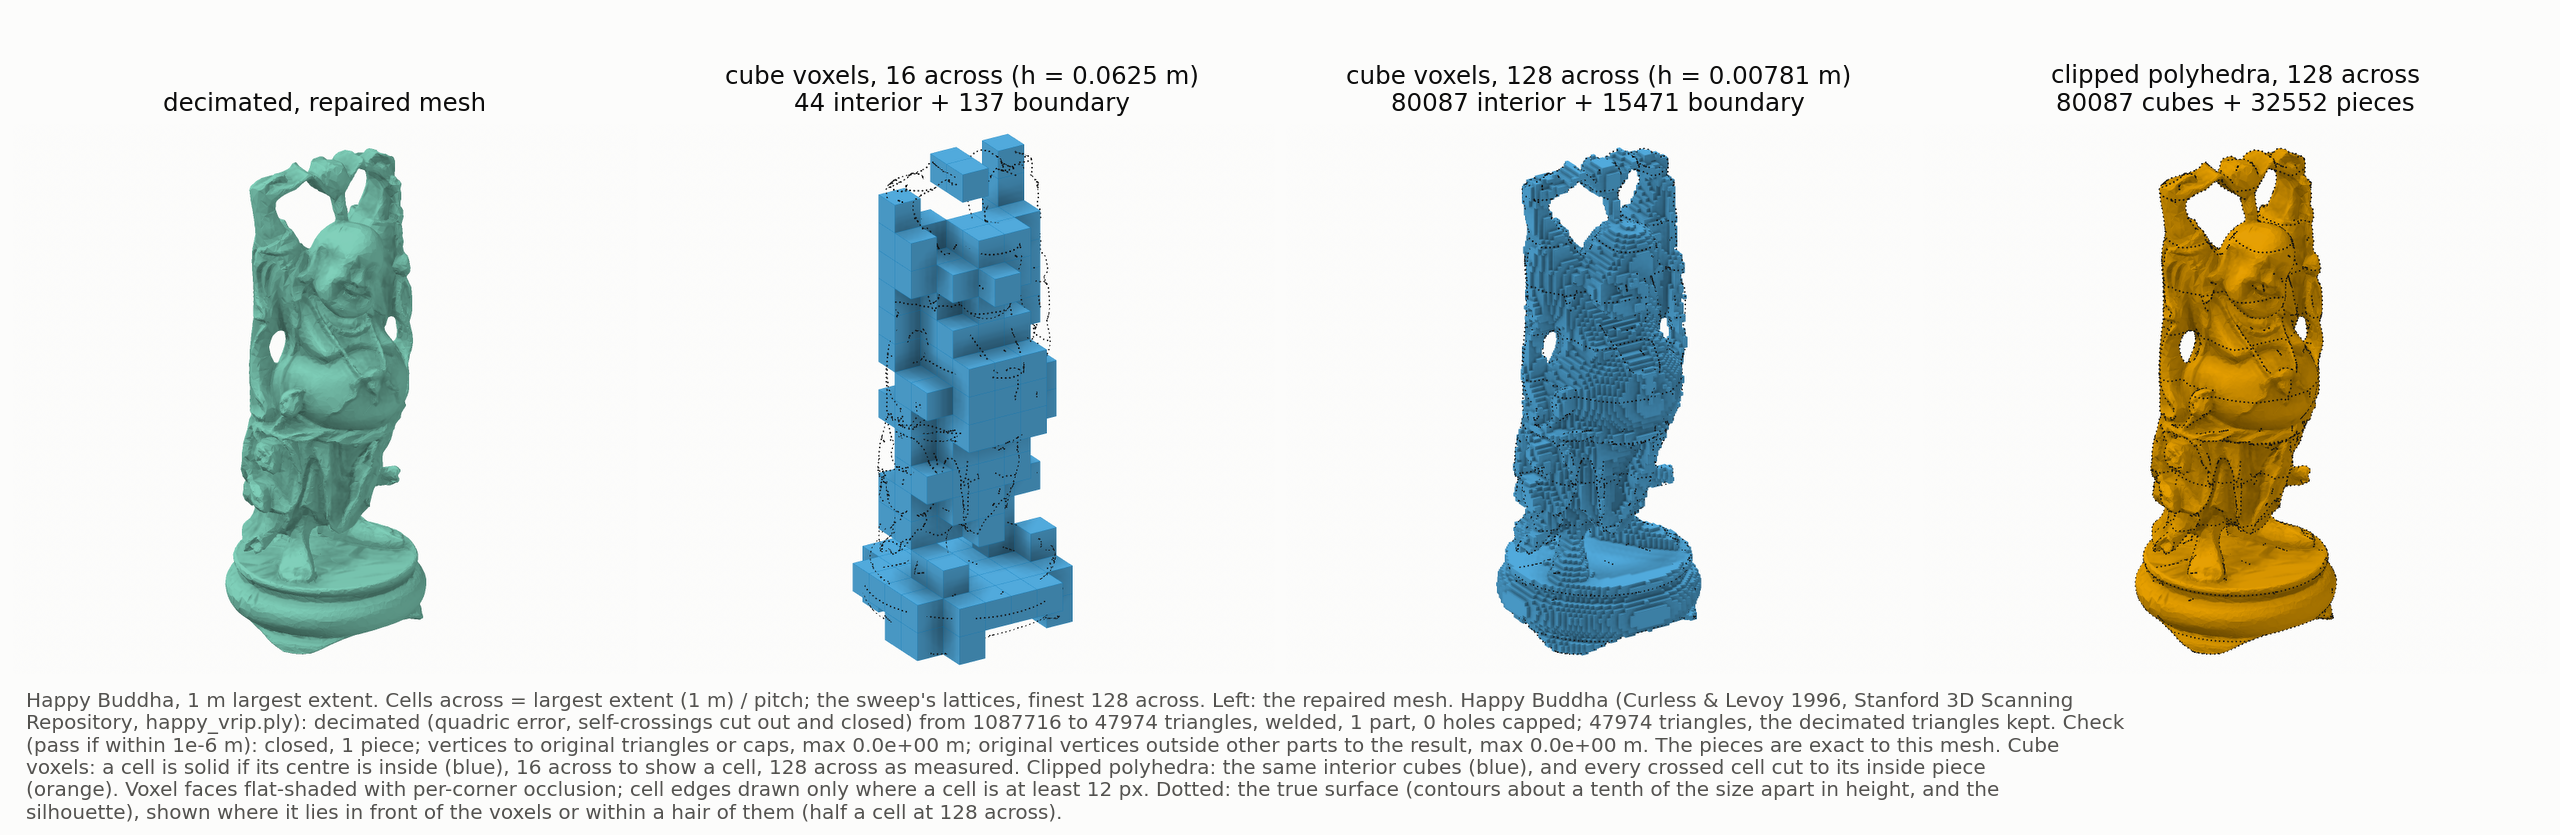 decimated, repaired mesh
cube voxels, 16 across (h = 0.0625 m)
44 interior + 137 boundary
cube voxels, 128 across (h = 0.00781 m)
80087 interior + 15471 boundary
clipped polyhedra, 128 across
80087 cubes + 32552 pieces
Happy Buddha, 1 m largest extent. Cells across = largest extent (1 m) / pitch; the sweep's lattices, finest 128 across. Left: the repaired mesh. Happy Buddha (Curless & Levoy 1996, Stanford 3D Scanning
Repository, happy_vrip.ply): decimated (quadric error, self-crossings cut out and closed) from 1087716 to 47974 triangles, welded, 1 part, 0 holes capped; 47974 triangles, the decimated triangles kept. Check
(pass if within 1e-6 m): closed, 1 piece; vertices to original triangles or caps, max 0.0e+00 m; original vertices outside other parts to the result, max 0.0e+00 m. The pieces are exact to this mesh. Cube
voxels: a cell is solid if its centre is inside (blue), 16 across to show a cell, 128 across as measured. Clipped polyhedra: the same interior cubes (blue), and every crossed cell cut to its inside piece
(orange). Voxel faces flat-shaded with per-corner occlusion; cell edges drawn only where a cell is at least 12 px. Dotted: the true surface (contours about a tenth of the size apart in height, and the
silhouette), shown where it lies in front of the voxels or within a hair of them (half a cell at 128 across).